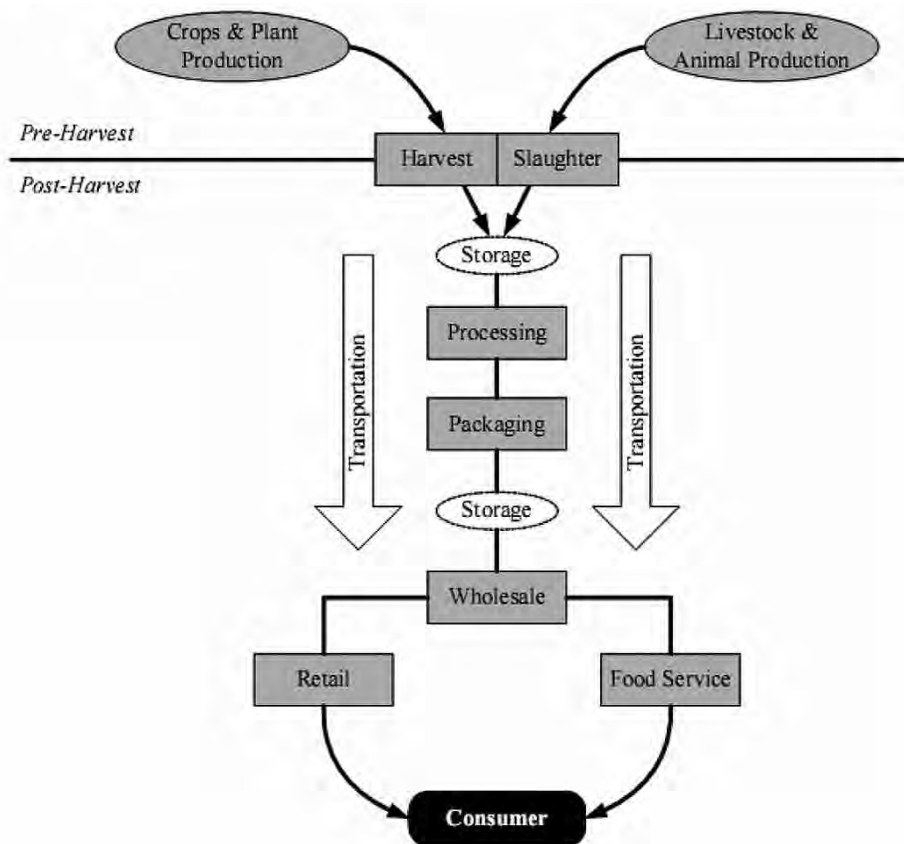 Crops & Plant
Production
Livestock &
Animal Production
Pre-Harvest
Harvest
Slaughter
Post-Harvest
Storage
Processing
Transportation
Transportation
Packaging
Storage
Wholesale
Retail
Food Service
Consumer